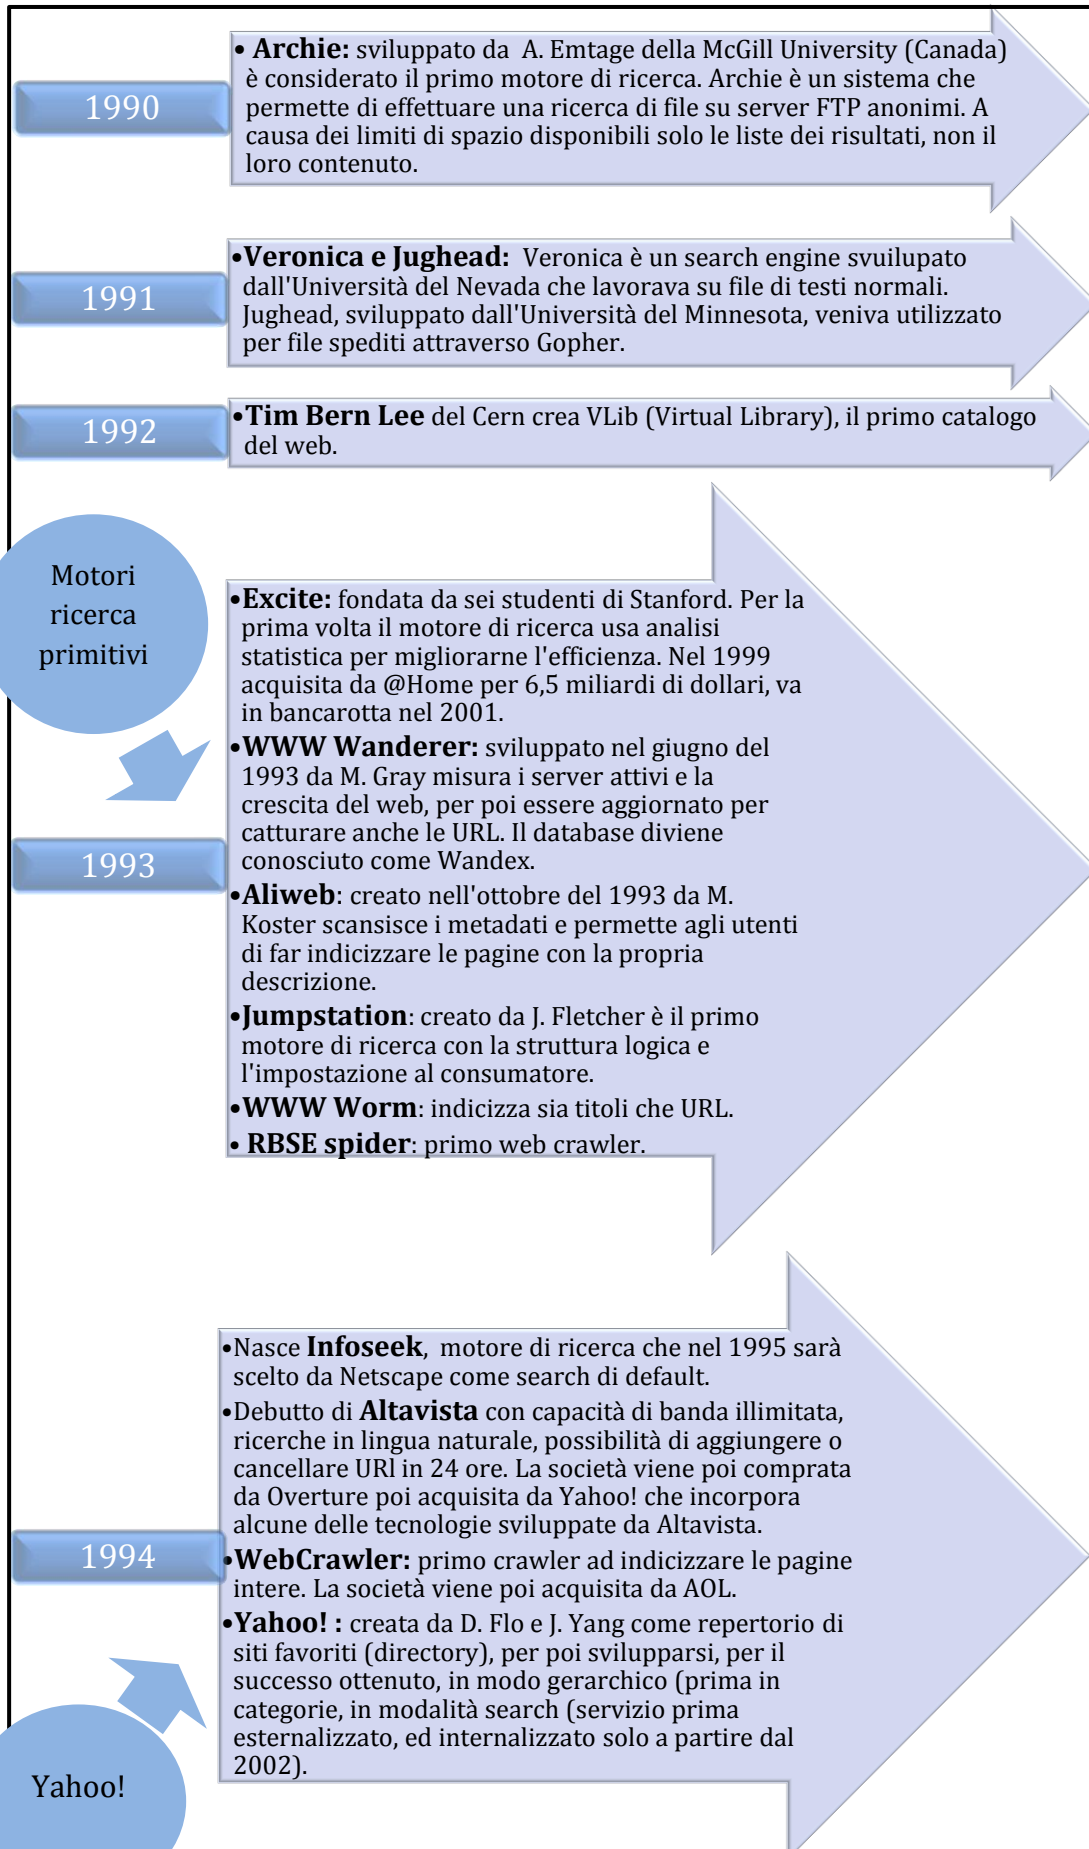 1990
• Archie: sviluppato da A. Emtage della McGill University (Canada)
è considerato il primo motore di ricerca. Archie è un sistema che
permette di effettuare una ricerca di file su server FTP anonimi. A
causa dei limiti di spazio disponibili solo le liste dei risultati, non il
loro contenuto.
1991
•Veronica e Jughead: Veronica è un search engine svuilupato
dall'Università del Nevada che lavorava su file di testi normali.
Jughead, sviluppato dall'Università del Minnesota, veniva utilizzato
per file spediti attraverso Gopher.
1992
•Tim Bern Lee del Cern crea VLib (Virtual Library), il primo catalogo
del web.
Motori
ricerca
primitivi
1993
•Excite: fondata da sei studenti di Stanford. Per la
prima volta il motore di ricerca usa analisi
statistica per migliorarne l'efficienza. Nel 1999
acquisita da @Home per 6,5 miliardi di dollari, va
in bancarotta nel 2001.
•WWW Wanderer: sviluppato nel giugno del
1993 da M. Gray misura i server attivi e la
crescita del web, per poi essere aggiornato per
catturare anche le URL. Il database diviene
conosciuto come Wandex.
•Aliweb: creato nell'ottobre del 1993 da M.
Koster scansisce i metadati e permette agli utenti
di far indicizzare le pagine con la propria
descrizione.
•Jumpstation: creato da J. Fletcher è il primo
motore di ricerca con la struttura logica e
l'impostazione al consumatore.
•WWW Worm: indicizza sia titoli che URL.
• RBSE spider: primo web crawler.
1994
•Nasce Infoseek, motore di ricerca che nel 1995 sarà
scelto da Netscape come search di default.
•Debutto di Altavista con capacità di banda illimitata,
ricerche in lingua naturale, possibilità di aggiungere o
cancellare URl in 24 ore. La società viene poi comprata
da Overture poi acquisita da Yahoo! che incorpora
alcune delle tecnologie sviluppate da Altavista.
•WebCrawler: primo crawler ad indicizzare le pagine
intere. La società viene poi acquisita da AOL.
•Yahoo! : creata da D. Flo e J. Yang come repertorio di
siti favoriti (directory), per poi svilupparsi, per il
successo ottenuto, in modo gerarchico (prima in
categorie, in modalità search (servizio prima
esternalizzato, ed internalizzato solo a partire dal
2002).
Yahoo!